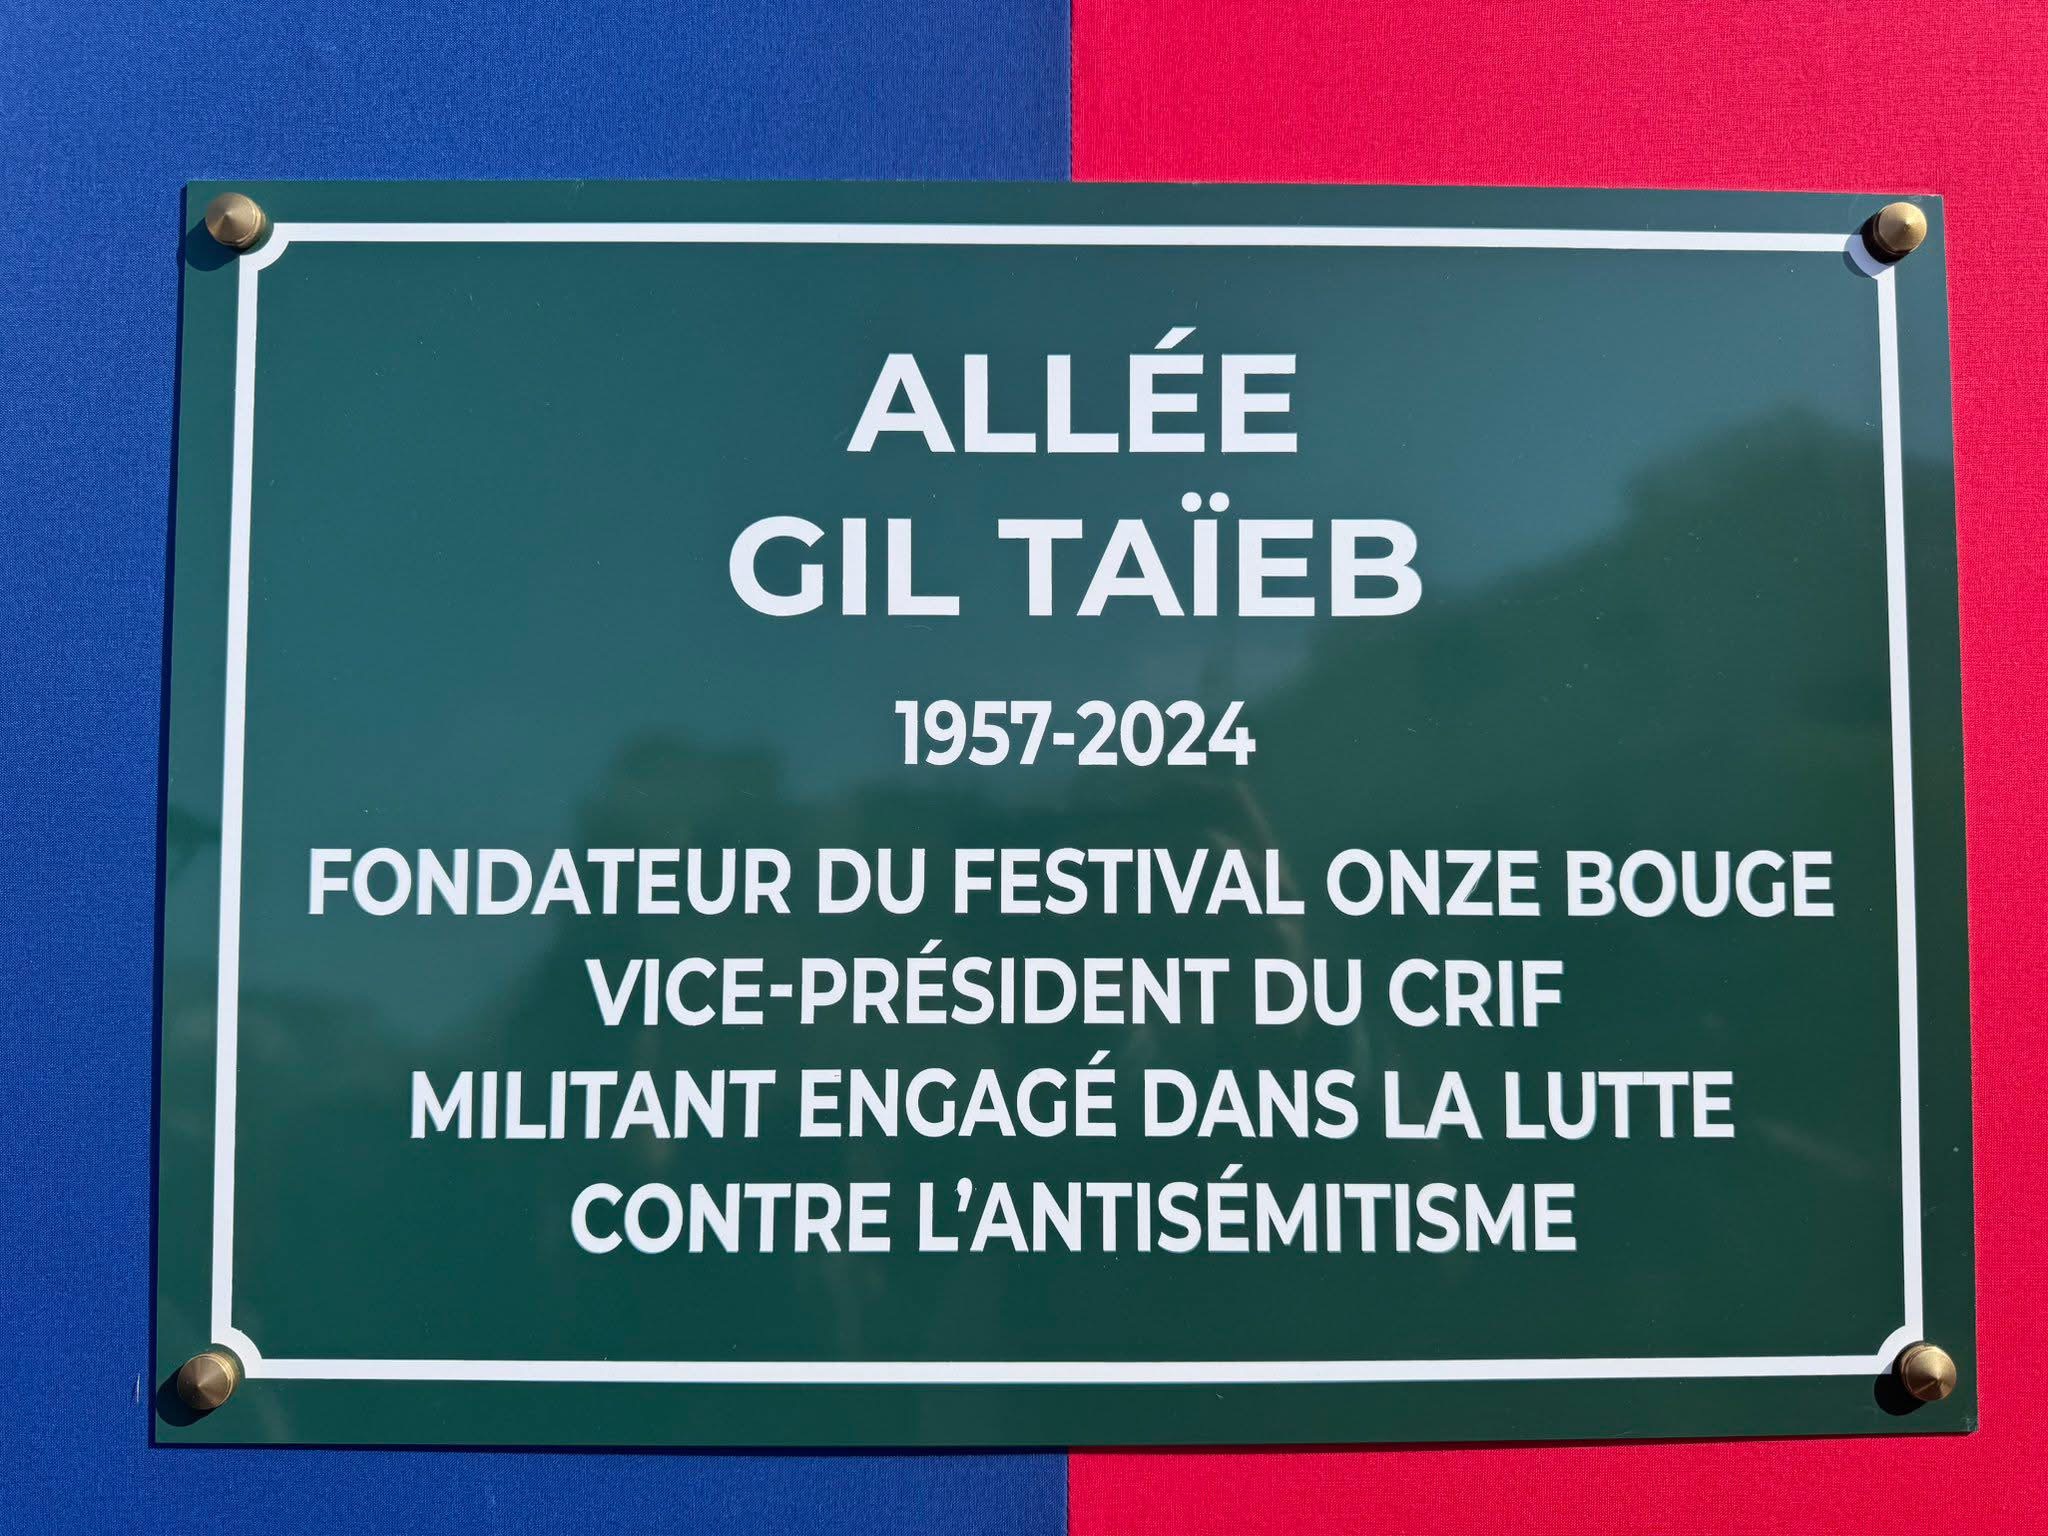 ALLÉE
GIL TAÏEB
1957-2024
FONDATEUR DU FESTIVAL ONZE BOUGE
VICE-PRÉSIDENT DU CRIF
MILITANT ENGAGÉ DANS LA LUTTE
CONTRE L’ANTISÉMITISME